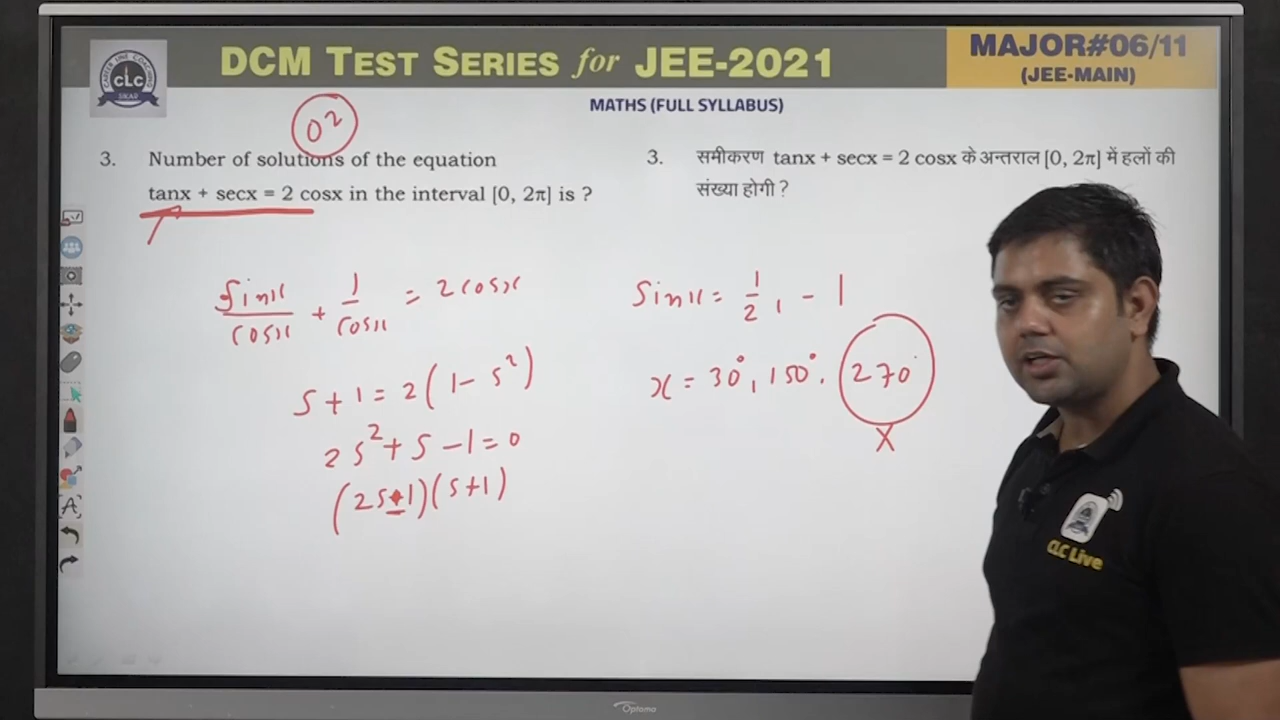 DCM TEST SERIES for JEE-2021
MAJOR#06/11
(JEE-MAIN)
CLC
SIKAR
MATHS (FULL SYLLABUS)
02
3. Number of solutions of the equation
tanx + secx = 2 cosx in the interval [0, 2π] is ?
3. समीकरण tanx + secx = 2 cosx के अन्तराल [0, 2π] में हलों की
संख्या होगी ?
sinx/cosx + 1/cosx = 2cosx
s+1 = 2(1-s²)
2s²+s-1=0
(2s-1)(s+1)
sinx = 1/2, -1
x = 30°, 150°. 270°
X
A
CLC Live
Optoma